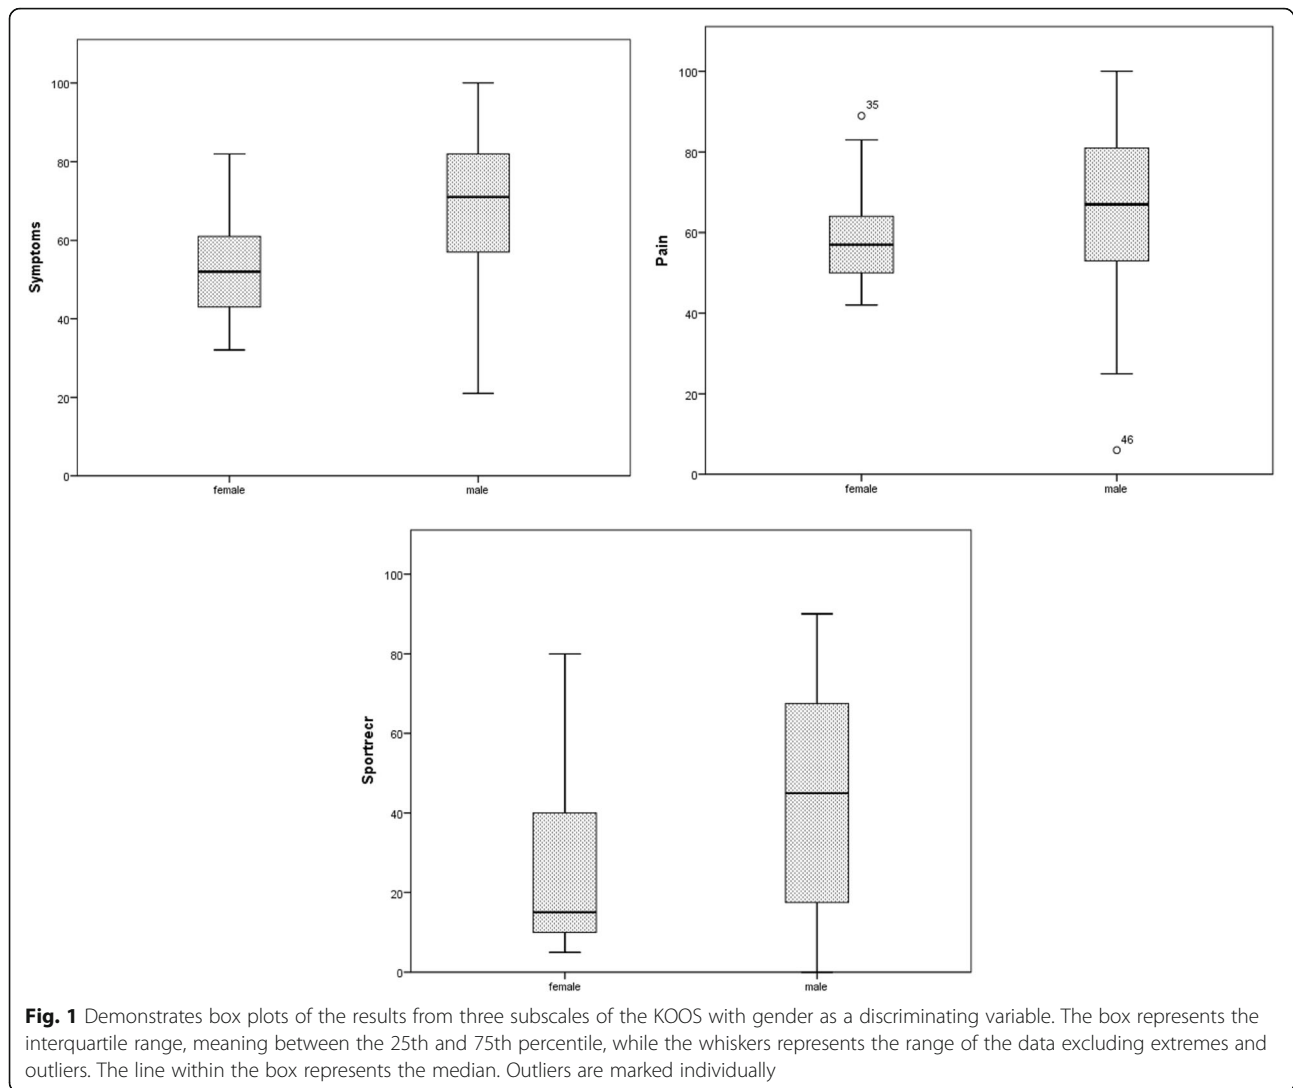 100
80
60
40
20
0
Symptoms
female
male
100
80
60
40
20
0
Pain
35
46
female
male
100
80
60
40
20
0
Sportrecr
female
male
Fig. 1 Demonstrates box plots of the results from three subscales of the KOOS with gender as a discriminating variable. The box represents the
interquartile range, meaning between the 25th and 75th percentile, while the whiskers represents the range of the data excluding extremes and
outliers. The line within the box represents the median. Outliers are marked individually